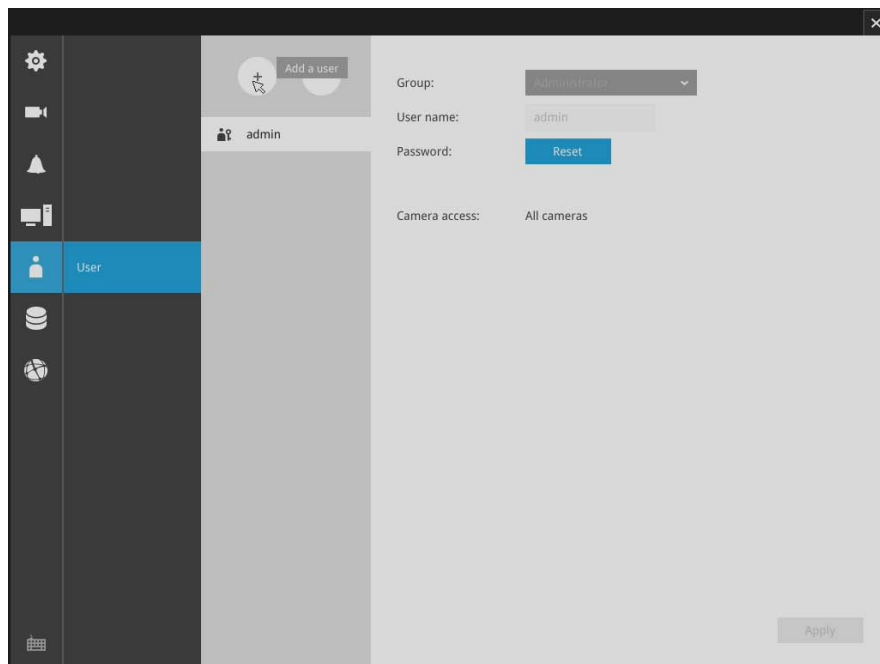 Add a user
Group:
Administrator
User name:
admin
admin
Password:
Reset
Camera access:
All cameras
User
Apply